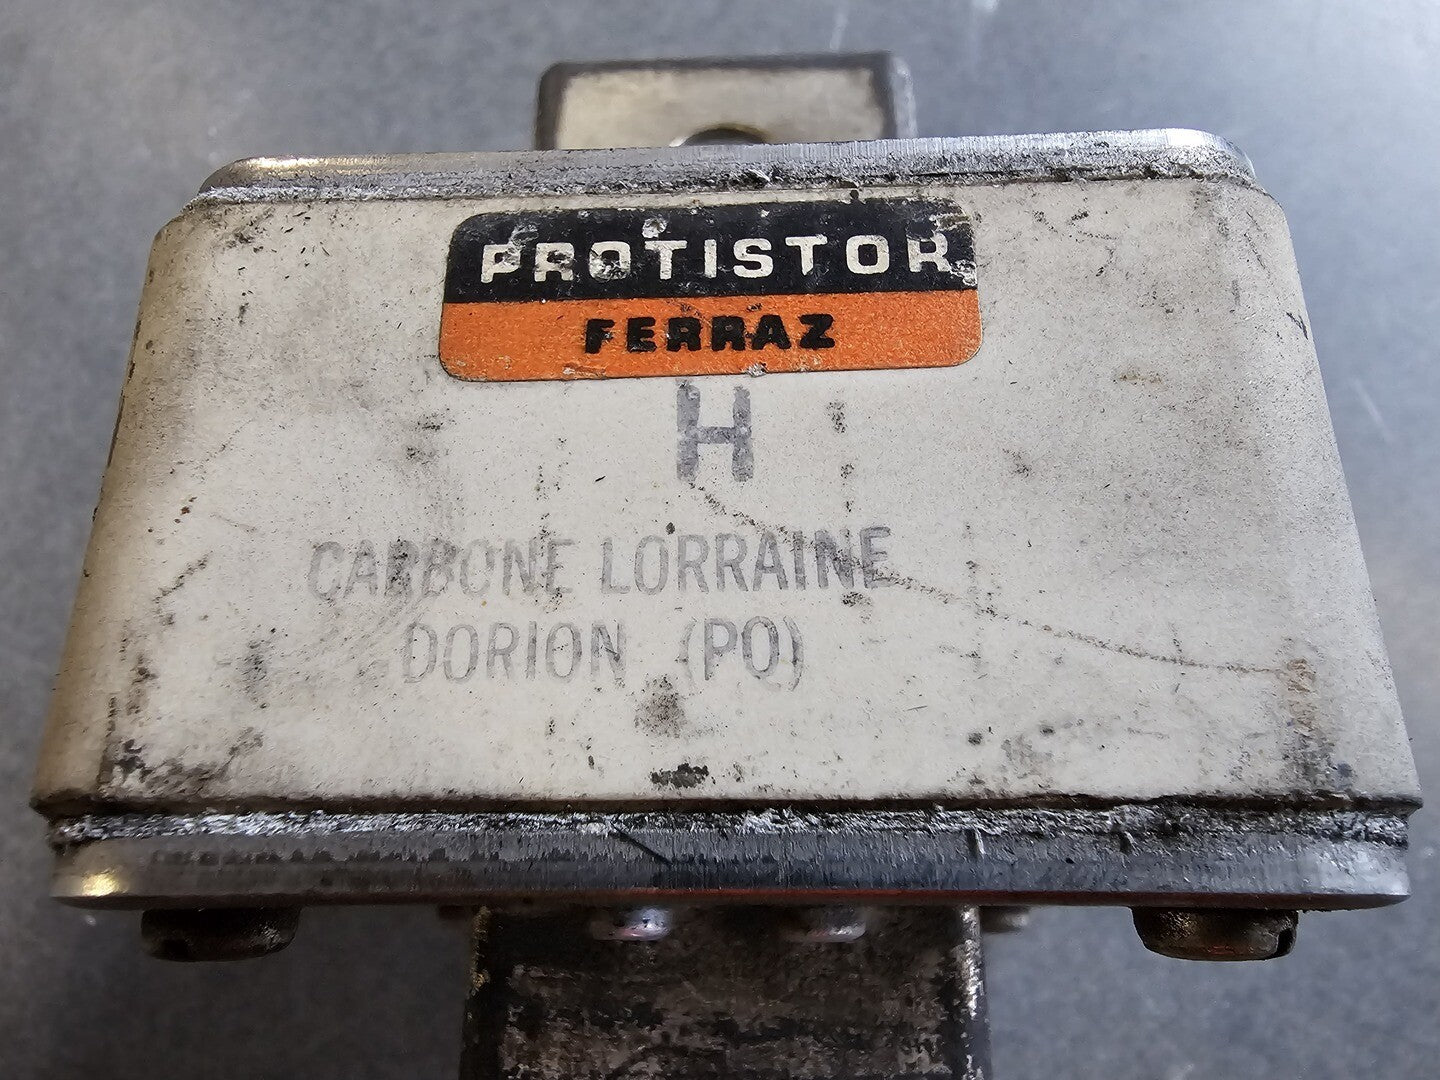 PROTISTOR
FERRAZ
H
CARBONE LORRAINE
DORION (PQ)